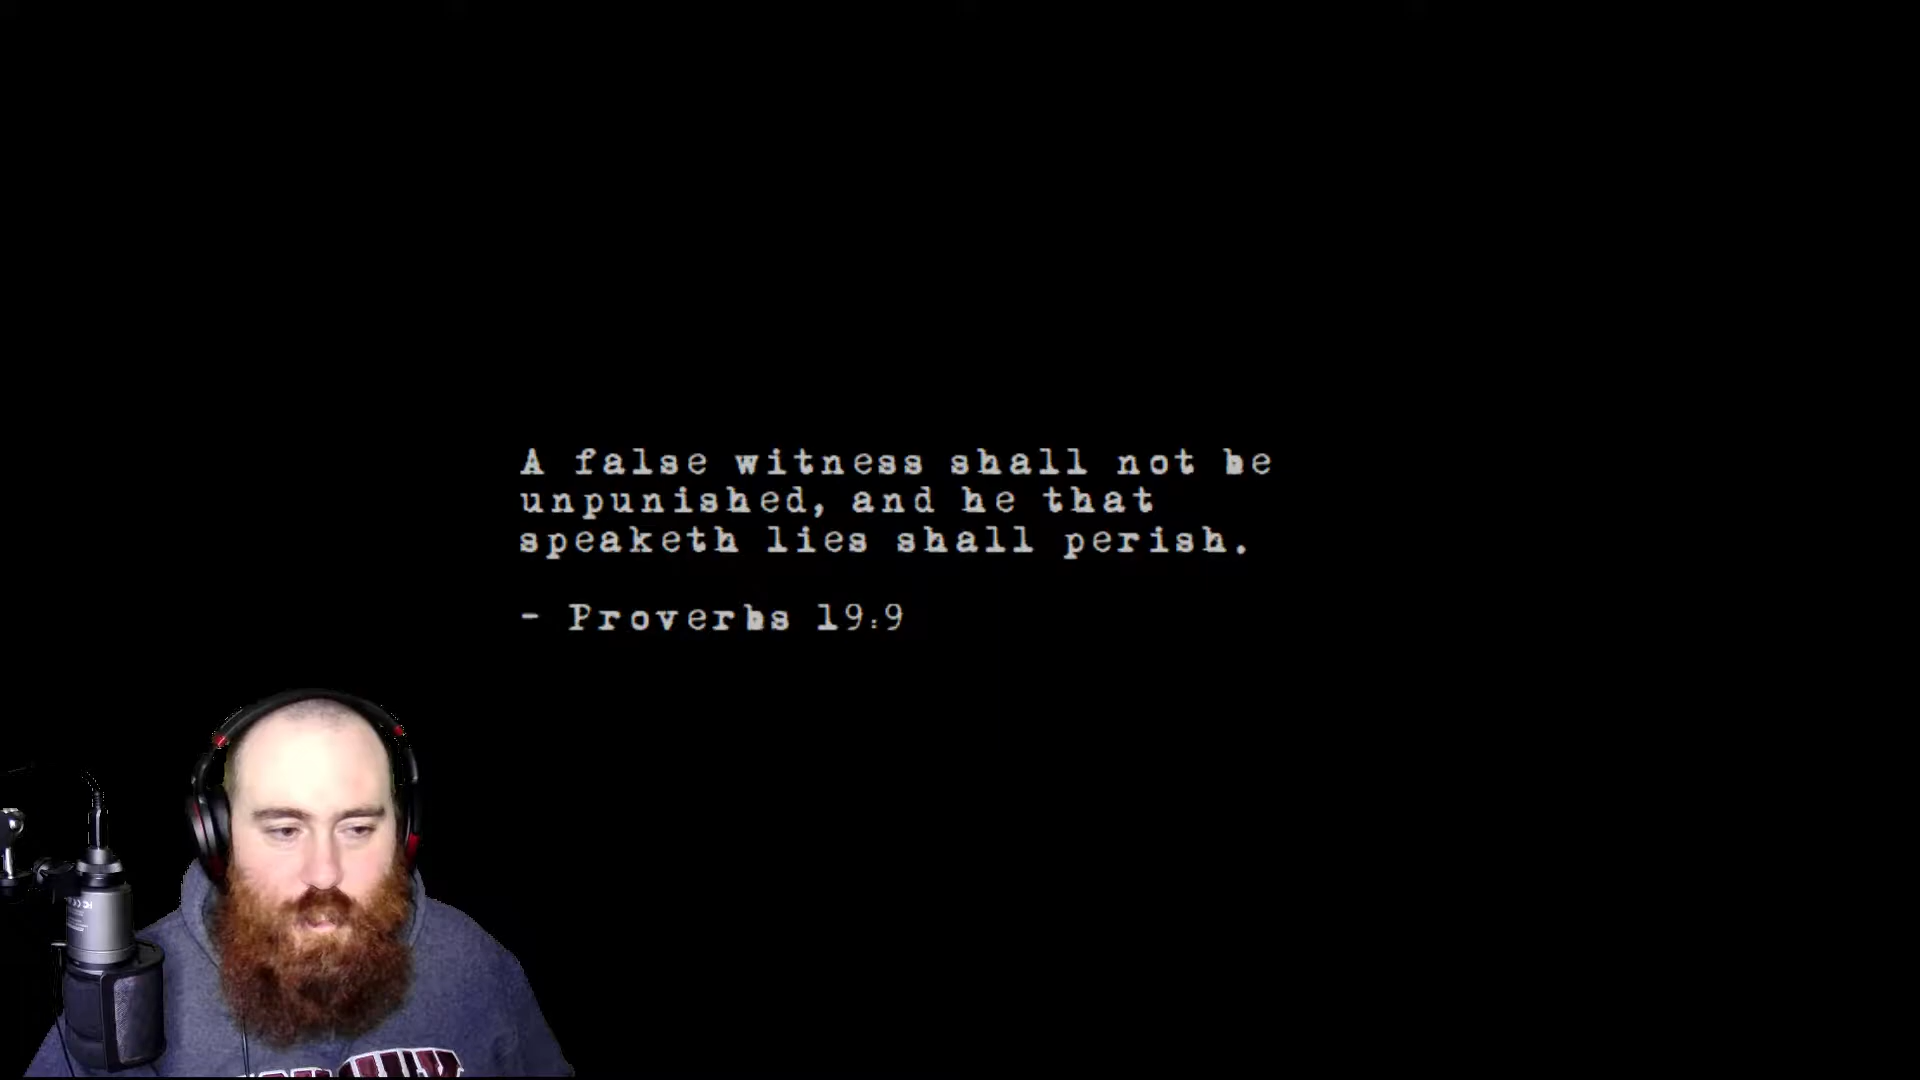 A false witness shall not be
unpunished, and he that
speaketh lies shall perish.
- Proverbs 19:9